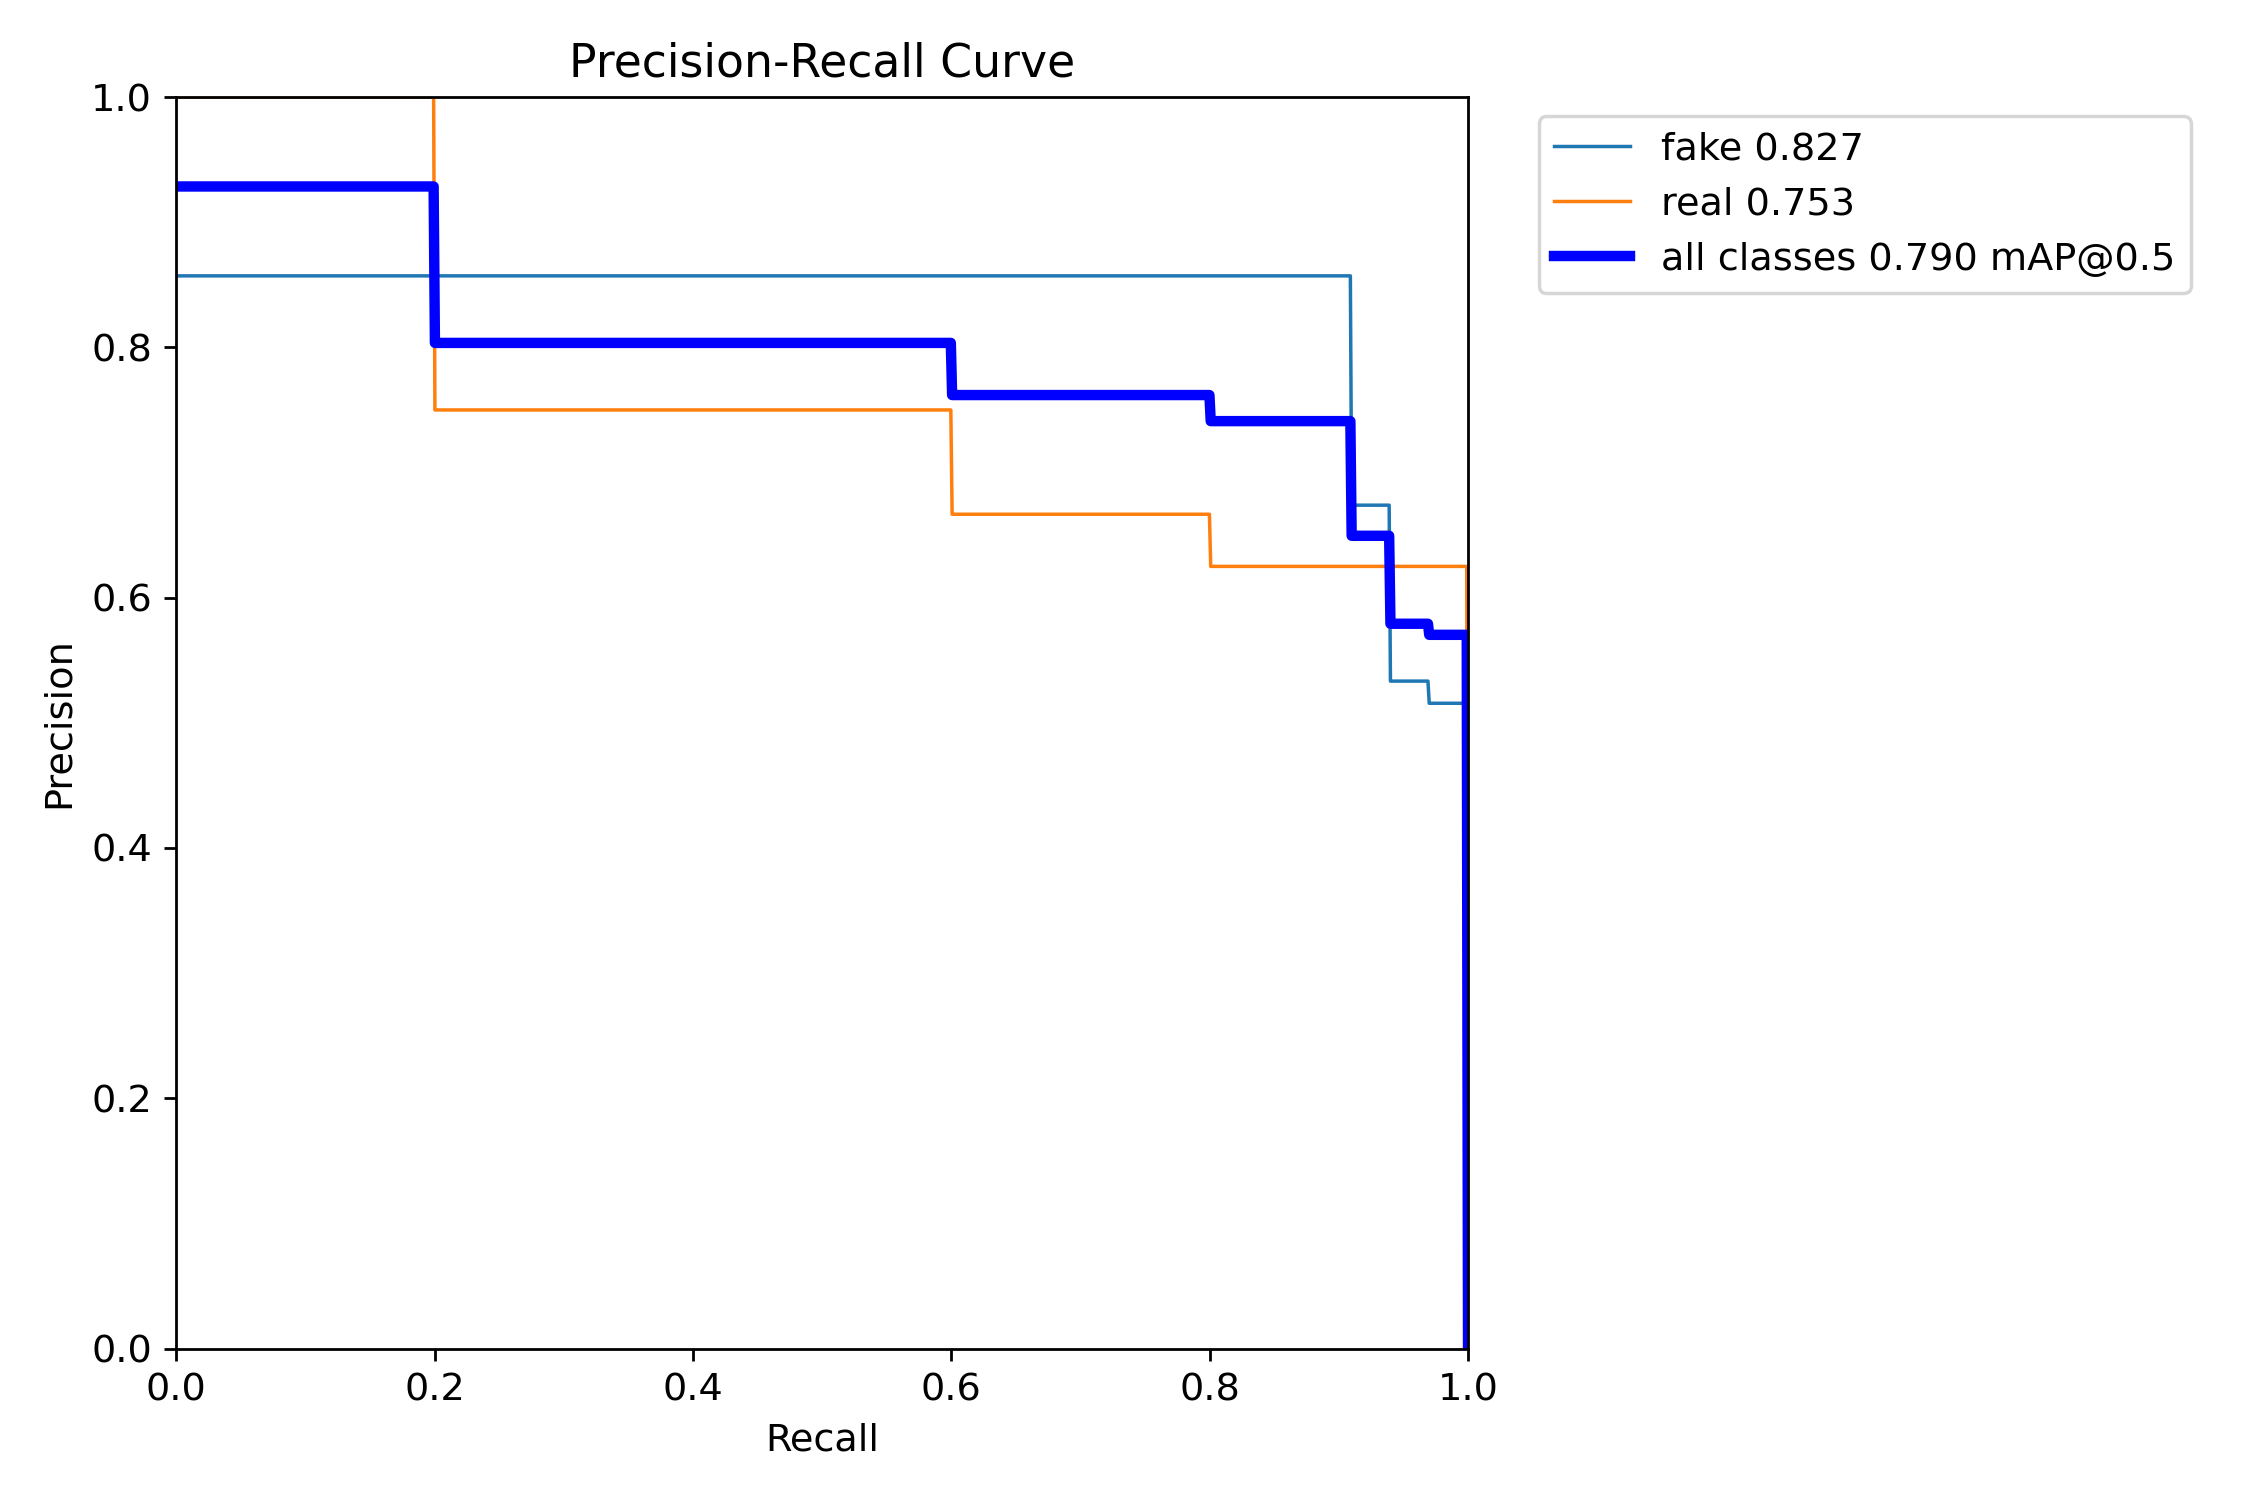 Precision-Recall Curve
1.0
0.8
0.6
0.4
0.2
0.0
Precision
0.0 0.2 0.4 0.6 0.8 1.0
Recall
fake 0.827
real 0.753
all classes 0.790 mAP@0.5